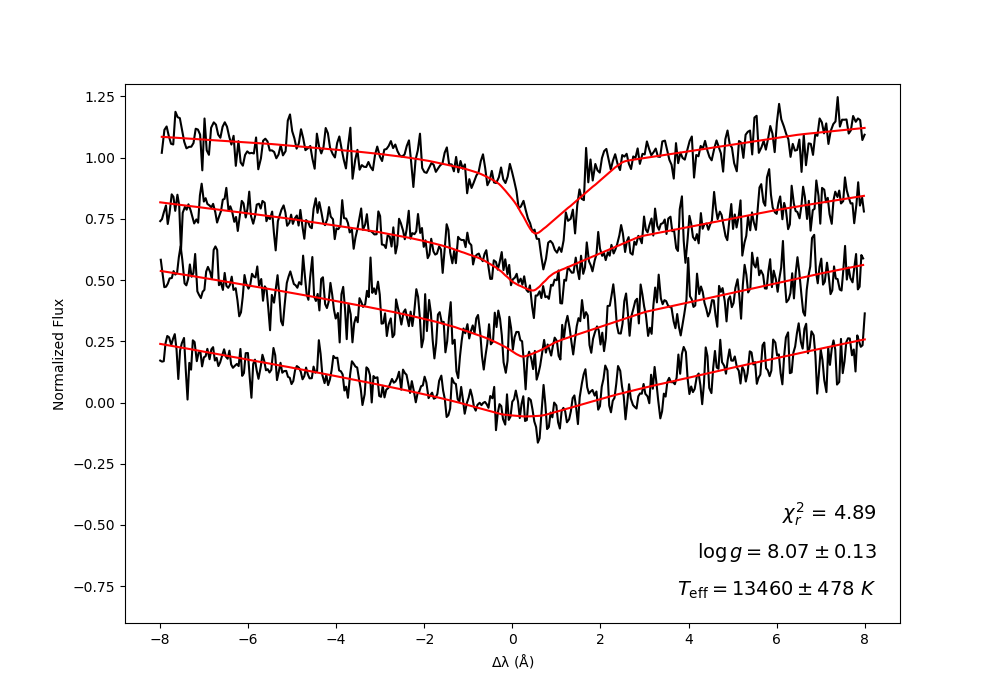 1.25
1.00
0.75
0.50
0.25
0.00
−0.25
−0.50
−0.75
Normalized Flux
χ²ᵣ = 4.89
log g = 8.07 ± 0.13
T_eff = 13460 ± 478 K
−8 −6 −4 −2 0 2 4 6 8
Δλ (Å)